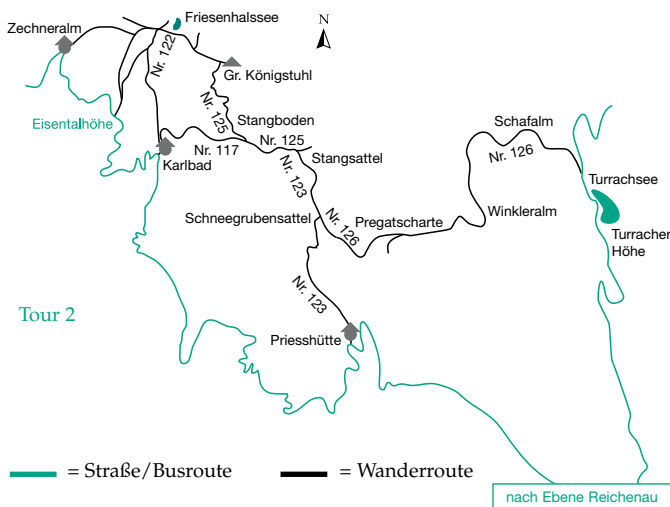 Friesenhalssee
Zechneralm
N
Nr. 122
Gr. Königstuhl
Nr. 125
Eisentalhöhe
Stangboden
Schafalm
Nr. 117
Nr. 125
Nr. 126
Karlbad
Stangsattel
Nr. 123
Turrachsee
Schneegrubensattel
Pregatscharte
Winkleralm
Nr. 126
Turracher
Höhe
Nr. 123
Tour 2
Priesshütte
= Straße/Busroute
= Wanderroute
nach Ebene Reichenau